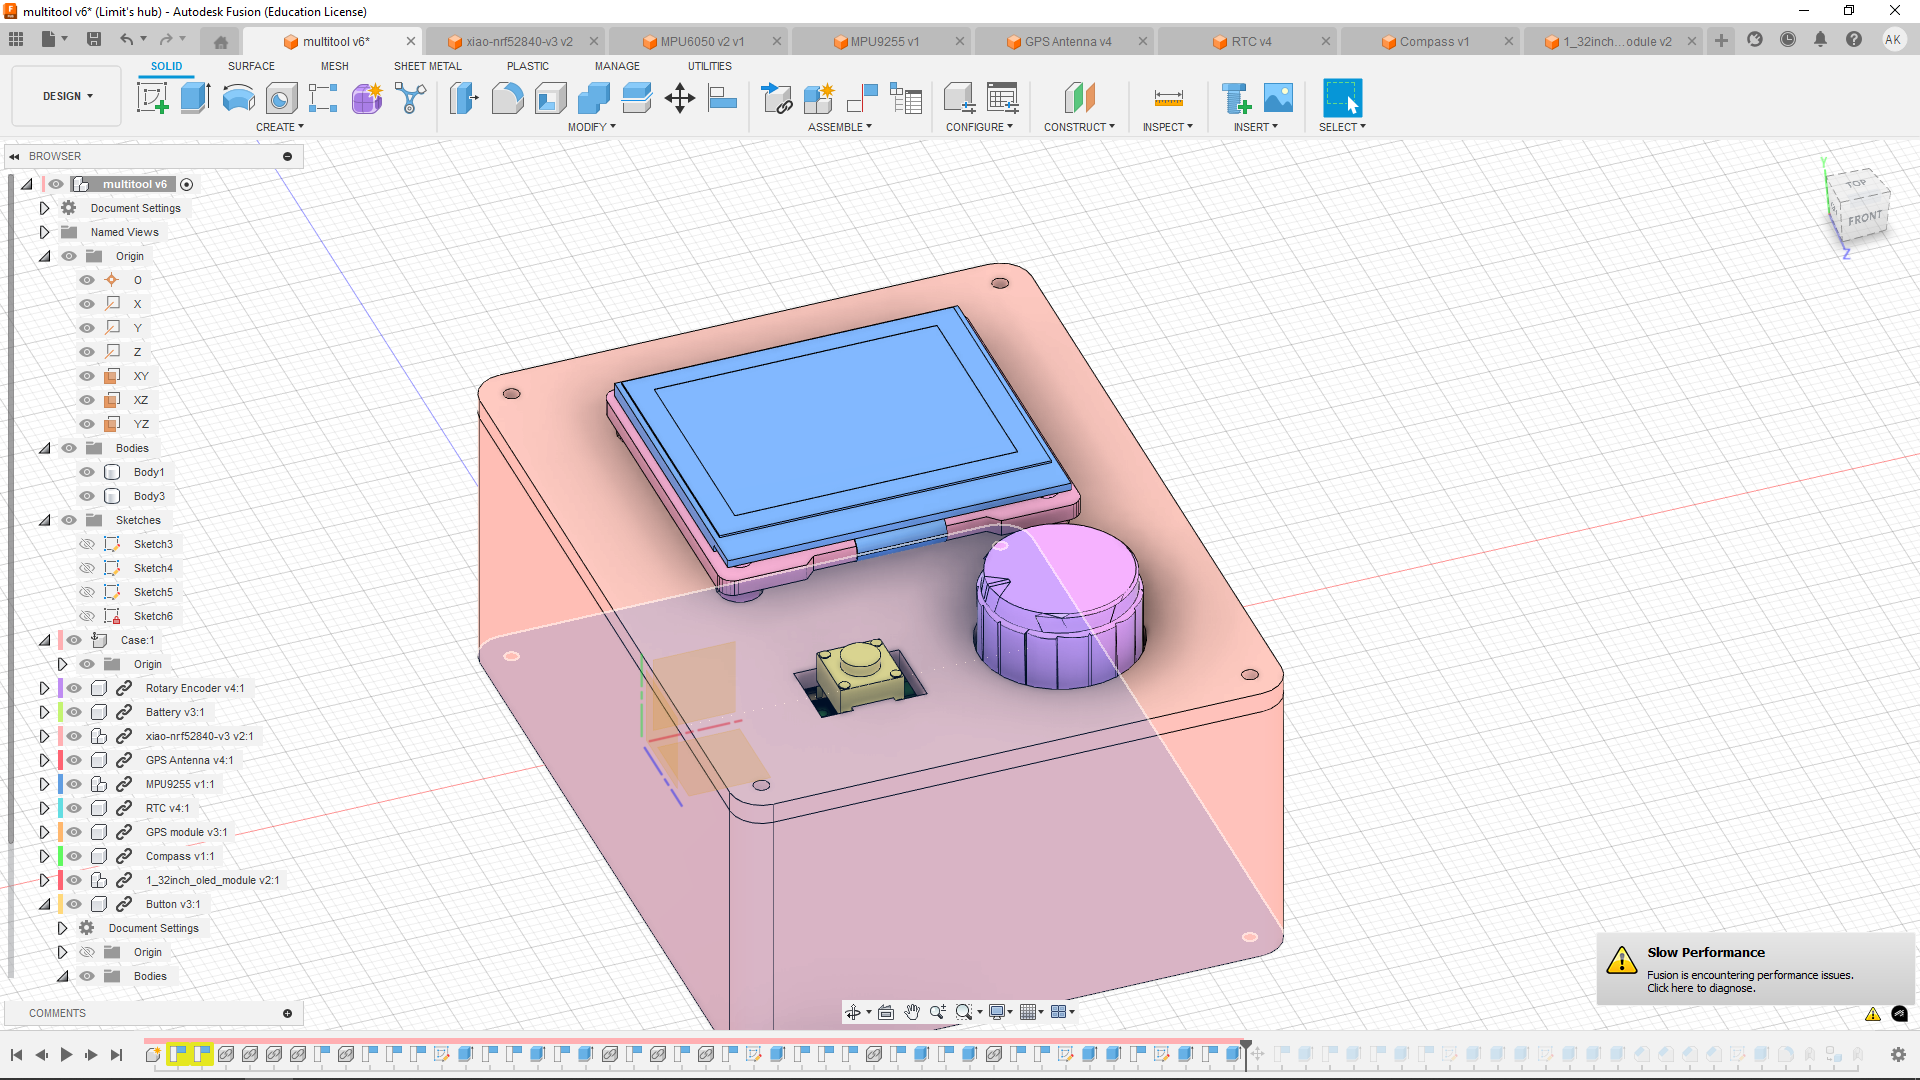 multitool v6* (Limit's hub) - Autodesk Fusion (Education License)
multitool v6*
xiao-nrf52840-v3 v2
MPU6050 v2 v1
MPU9255 v1
GPS Antenna v4
RTC v4
Compass v1
1_32inch...odule v2
AK
SOLID
SURFACE
MESH
SHEET METAL
PLASTIC
MANAGE
UTILITIES
DESIGN
CREATE
MODIFY
ASSEMBLE
CONFIGURE
CONSTRUCT
INSPECT
INSERT
SELECT
BROWSER
multitool v6
Document Settings
Named Views
Origin
O
X
Y
Z
XY
XZ
YZ
Bodies
Body1
Body3
Sketches
Sketch3
Sketch4
Sketch5
Sketch6
Case:1
Origin
Rotary Encoder v4:1
Battery v3:1
xiao-nrf52840-v3 v2:1
GPS Antenna v4:1
MPU9255 v1:1
RTC v4:1
GPS module v3:1
Compass v1:1
1_32inch_oled_module v2:1
Button v3:1
Document Settings
Origin
Bodies
COMMENTS
Y
TOP
FRONT
Z
Slow Performance
Fusion is encountering performance issues.
Click here to diagnose.